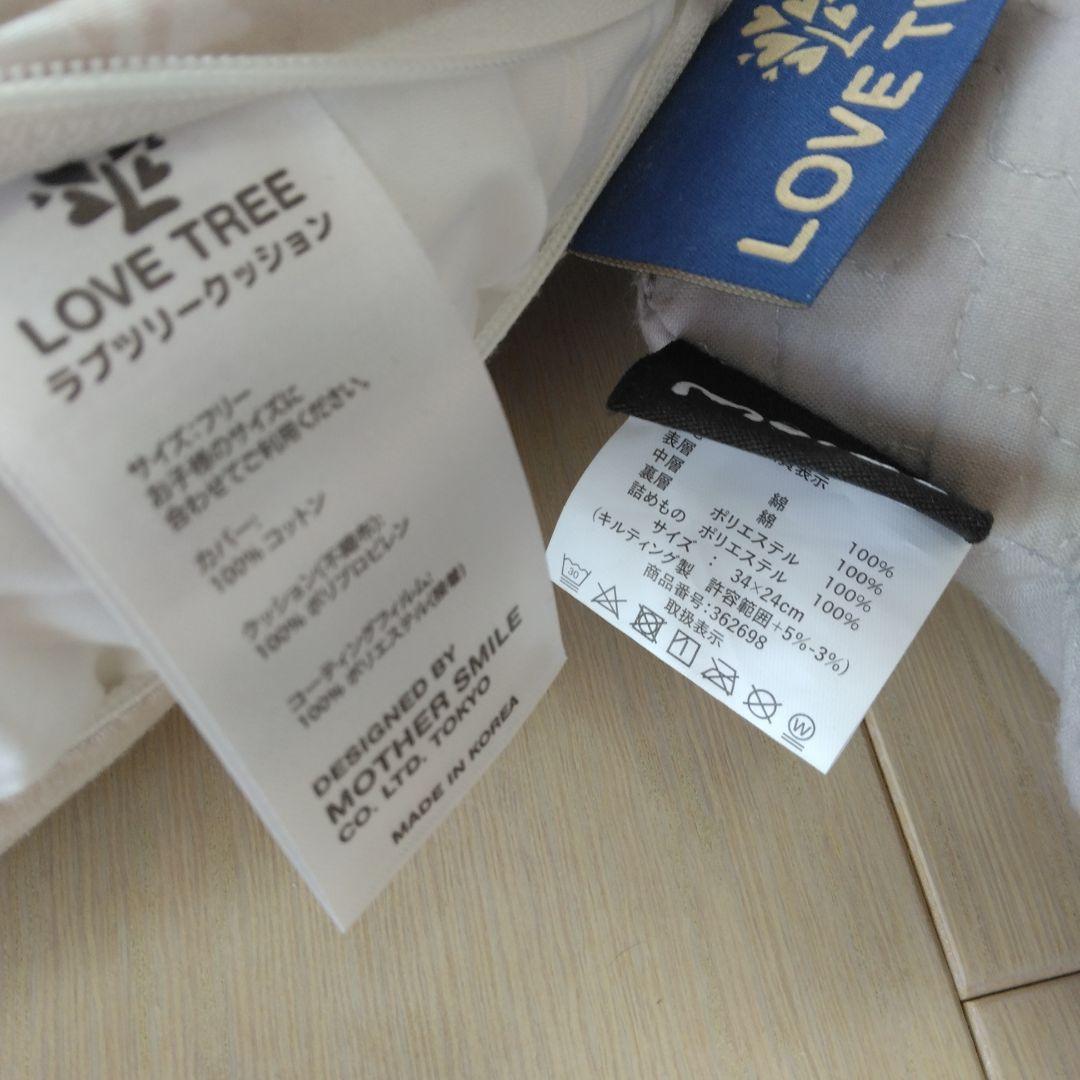 LOVE TREE
ラブツリークッション
サイズ:フリー
お子様のサイズに
合わせてご利用ください。
カバー:
100% コットン
クッション(不織布):
100% ポリプロピレン
コーティングフィルム:
100% ポリエステル
DESIGNED BY
MOTHER SMILE
CO. LTD. TOKYO
MADE IN KOREA
LOVE
表示
表層 綿 100%
中層 綿 100%
裏層 ポリエステル 100%
詰めもの ポリエステル 100%
サイズ : 34×24cm
(キルティング製 許容範囲+5%-3%)
商品番号:362698
取扱表示
30
W